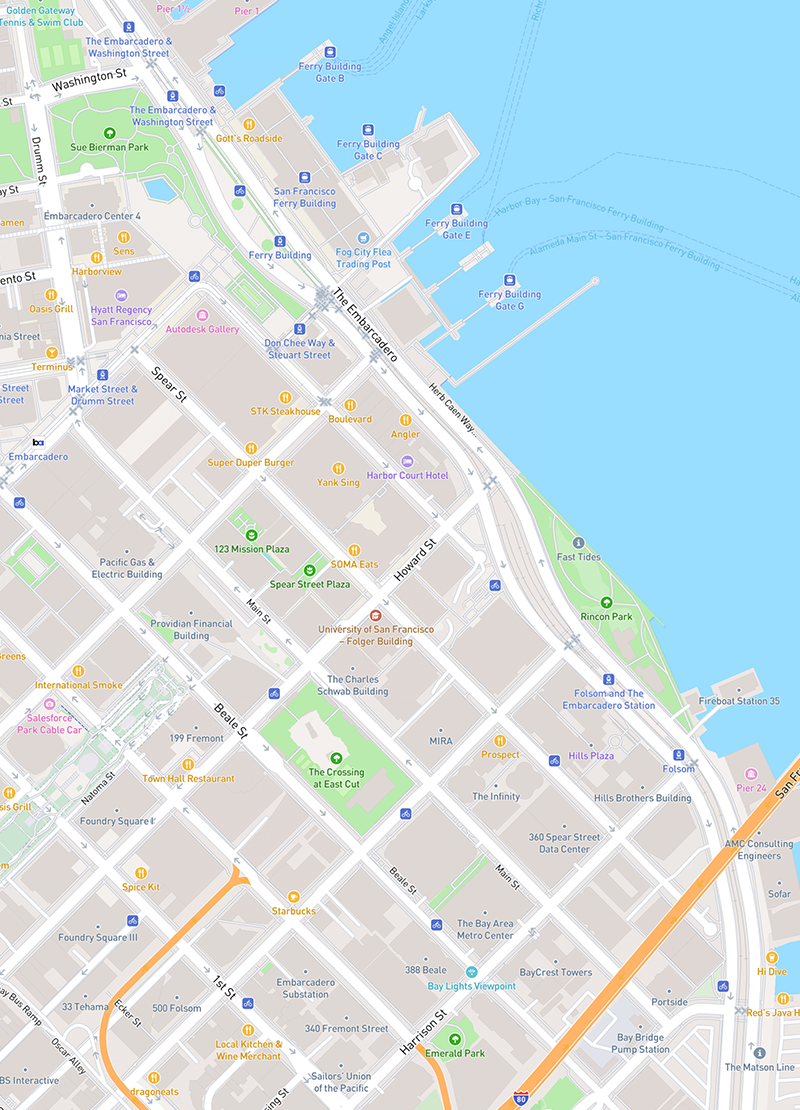 Golden Gateway
Tennis & Swim Club
Pier 1½
Pier 1
The Embarcadero &
Washington Street
Washington St
Ferry Building
Gate B
The Embarcadero &
Washington Street
Gott's Roadside
Sue Bierman Park
Drumm St
Ferry Building
Gate C
San Francisco
Ferry Building
Embarcadero Center 4
Ferry Building
Gate E
Harbor Bay – San Francisco Ferry Building
Alameda Main St – San Francisco Ferry Building
Sens
Harborview
Ferry Building
Fog City Flea
Trading Post
Ferry Building
Gate G
Oasis Grill
Hyatt Regency
San Francisco
Autodesk Gallery
The Embarcadero
Don Chee Way &
Steuart Street
Terminus
Market Street &
Drumm Street
Street
Street
Spear St
Herb Caen Way...
STK Steakhouse
Boulevard
Angler
ba
Embarcadero
Super Duper Burger
Yank Sing
Harbor Court Hotel
123 Mission Plaza
SOMA Eats
Howard St
Fast Tides
Pacific Gas &
Electric Building
Spear Street Plaza
Main St
Rincon Park
Providian Financial
Building
University of San Francisco
– Folger Building
International Smoke
The Charles
Schwab Building
Folsom and The
Embarcadero Station
Fireboat Station 35
Salesforce
Park Cable Car
Beale St
199 Fremont
MIRA
Prospect
Hills Plaza
Folsom
Town Hall Restaurant
The Crossing
at East Cut
Natoma St
The Infinity
Hills Brothers Building
Pier 24
San Fr
Foundry Square I
360 Spear Street
Data Center
AMC Consulting
Engineers
Spice Kit
Beale St
Main St
Sofar
Starbucks
Foundry Square III
The Bay Area
Metro Center
1st St
Embarcadero
Substation
388 Beale
Bay Lights Viewpoint
BayCrest Towers
Hi Dive
33 Tehama
Ecker St
500 Folsom
Portside
Red's Java H
ay Bus Ramp
340 Fremont Street
Harrison St
Local Kitchen &
Wine Merchant
Oscar Alley
Emerald Park
Bay Bridge
Pump Station
The Matson Line
BS Interactive
dragoneats
Sailors' Union
of the Pacific
80